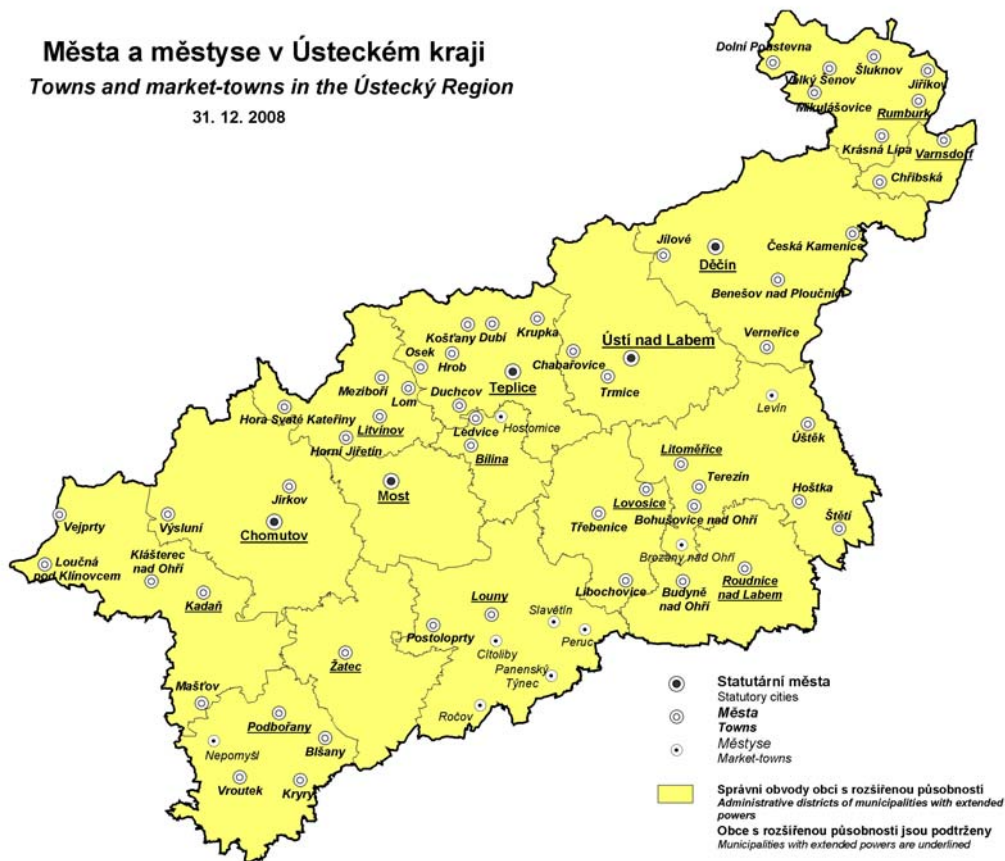 Města a městyse v Ústeckém kraji
Towns and market-towns in the Ústecký Region
31. 12. 2008
Dolní Poustevna
Šluknov
Velký Šenov
Jiříkov
Mikulášovice
Rumburk
Krásná Lípa
Varnsdorf
Chřibská
Jílové
Česká Kamenice
Děčín
Benešov nad Ploučnicí
Krupka
Košťany
Dubí
Verneřice
Ústí nad Labem
Osek
Hrob
Chabařovice
Meziboří
Teplice
Trmice
Lom
Duchcov
Levín
Hora Svaté Kateřiny
Litvínov
Ledvice
Hostomice
Úštěk
Horní Jiřetín
Bílina
Litoměřice
Terezín
Most
Jirkov
Lovosice
Hoštka
Bohušovice nad Ohří
Vejprty
Výsluní
Třebenice
Štětí
Chomutov
Klášterec
nad Ohří
Brozany nad Ohří
Loučná
pod Klínovcem
Roudnice
nad Labem
Libochovice
Budyně
nad Ohří
Kadaň
Louny
Slavětín
Postoloprty
Peruc
Cítoliby
Žatec
Panenský
Týnec
Mašťov
Ročov
Podbořany
Blšany
Nepomyšl
Vroutek
Kryry
Statutární města
Statutory cities
Města
Towns
Městyse
Market-towns
Správní obvody obcí s rozšířenou působností
Administrative districts of municipalities with extended
powers
Obce s rozšířenou působností jsou podtrženy
Municipalities with extended powers are underlined